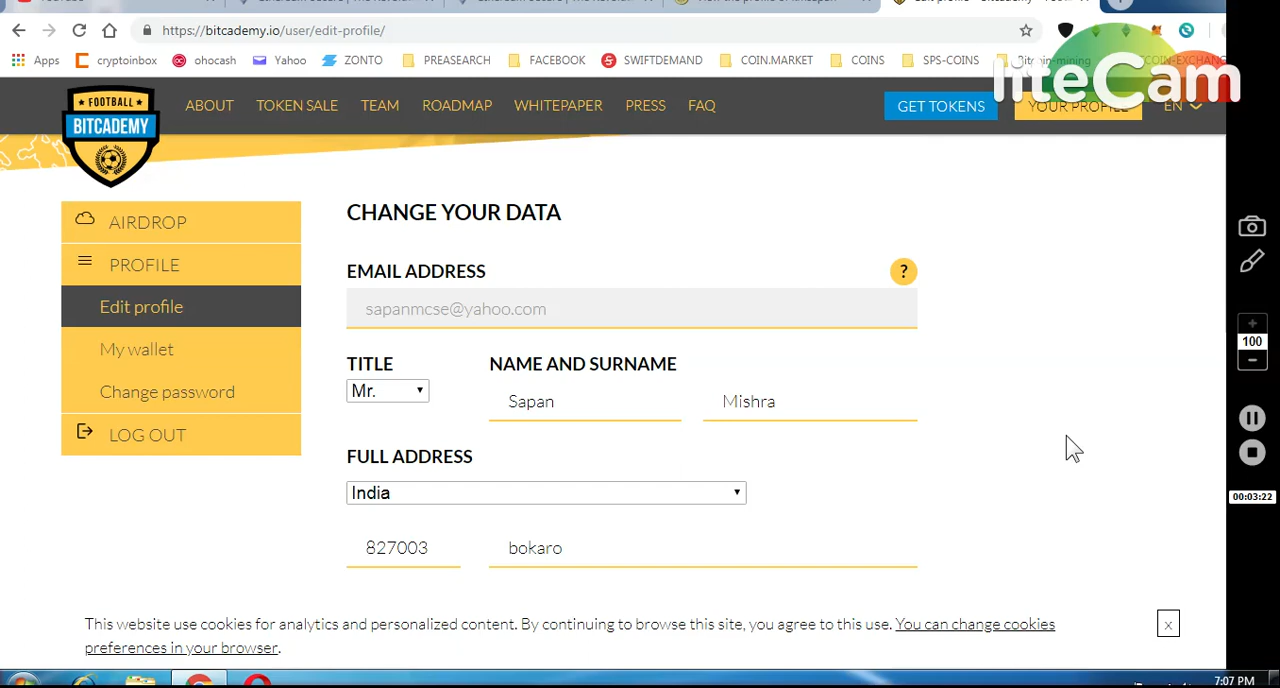 https://bitcademy.io/user/edit-profile/
Apps cryptoinbox ohocash Yahoo ZONTO PREASEARCH FACEBOOK SWIFTDEMAND COIN.MARKET COINS SPS-COINS
liteCam
FOOTBALL
BITCADEMY
ABOUT TOKEN SALE TEAM ROADMAP WHITEPAPER PRESS FAQ GET TOKENS YOUR PROFILE EN
AIRDROP
PROFILE
Edit profile
My wallet
Change password
LOG OUT
CHANGE YOUR DATA
EMAIL ADDRESS ?
sapanmcse@yahoo.com
TITLE NAME AND SURNAME
Mr. Sapan Mishra
FULL ADDRESS
India
827003 bokaro
This website use cookies for analytics and personalized content. By continuing to browse this site, you agree to this use. You can change cookies
preferences in your browser.
x
100
00:03:22
7:07 PM